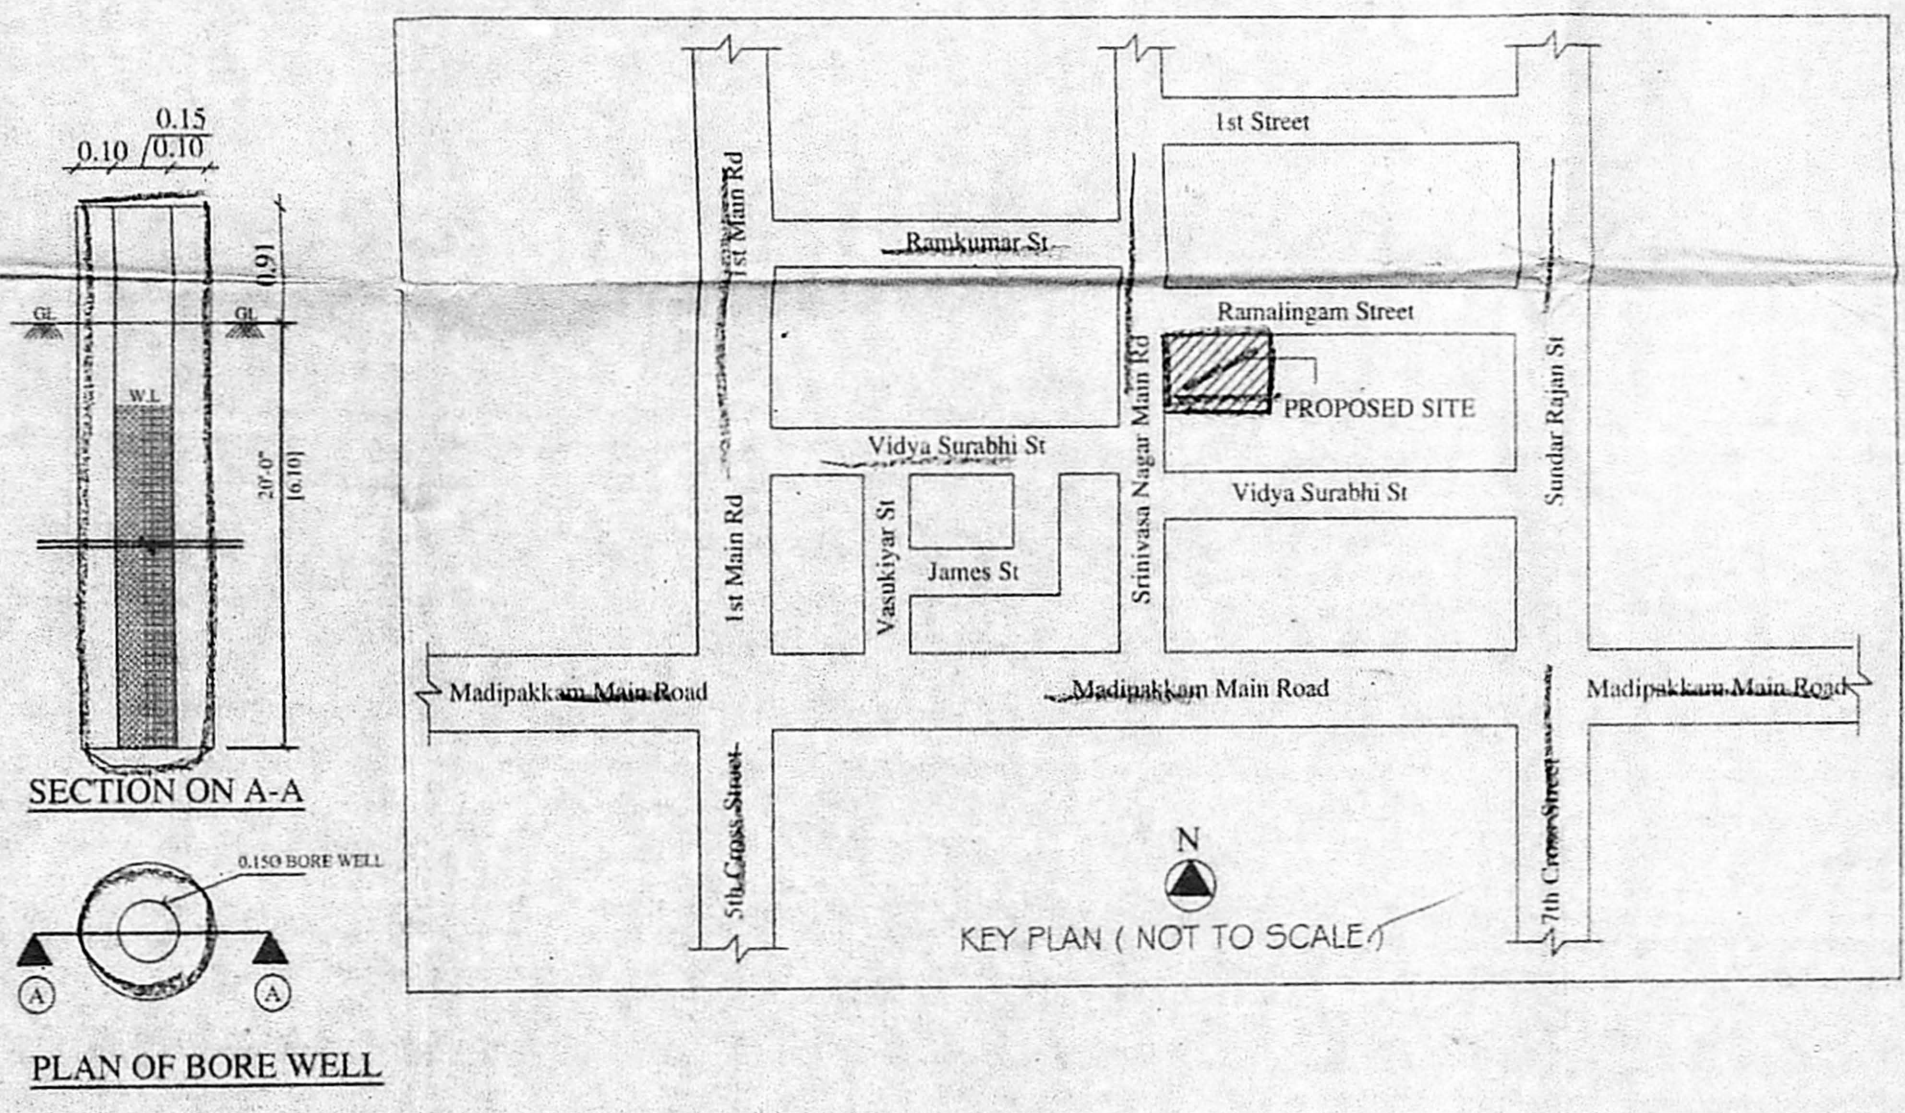 0.15
0.10
0.10
0.91
GL
GL
W.L
20'-0"
[6.10]
SECTION ON A-A
0.15Ø BORE WELL
A
A
PLAN OF BORE WELL
1st Street
1st Main Rd
Ramkumar St
Ramalingam Street
PROPOSED SITE
Srinivasa Nagar Main Rd
Sundar Rajan St
Vidya Surabhi St
Vidya Surabhi St
1st Main Rd
Vasukiyar St
James St
Madipakkam Main Road
Madipakkam Main Road
Madipakkam Main Road
5th Cross Street
7th Cross Street
N
KEY PLAN ( NOT TO SCALE )